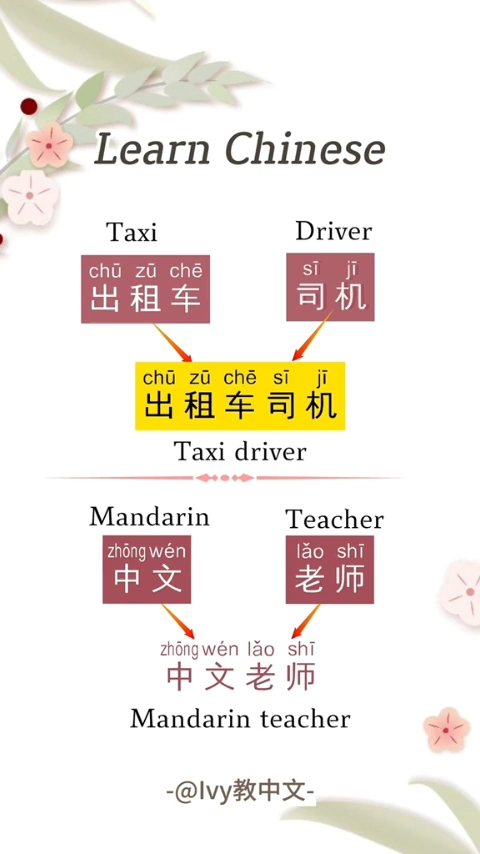 Learn Chinese
Taxi Driver
chū zū chē sī jī
出租车 司机
chū zū chē sī jī
出租车司机
Taxi driver
Mandarin Teacher
zhōng wén lǎo shī
中文 老师
zhōng wén lǎo shī
中文老师
Mandarin teacher
-@Ivy教中文-